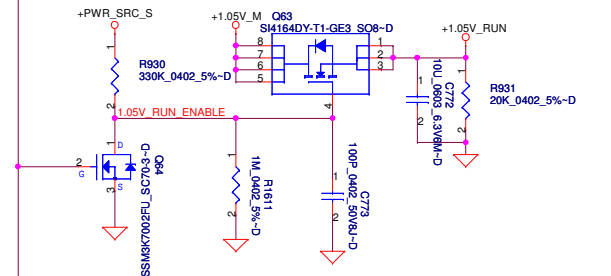 +PWR_SRC_S
+1.05V_M
Q63
SI4164DY-T1-GE3_SO8~D
+1.05V_RUN
8
7
6
5
1
2
3
4
1
R930
330K_0402_5%~D
2
1
2
C772
10U_0603_6.3V6M~D
1
R931
20K_0402_5%~D
2
1.05V_RUN_ENABLE
1
D
2
G
S
3
Q64
SSM3K7002FU_SC70-3~D
1
2
R1611
1M_0402_5%~D
1
2
C773
100P_0402_50V8J~D